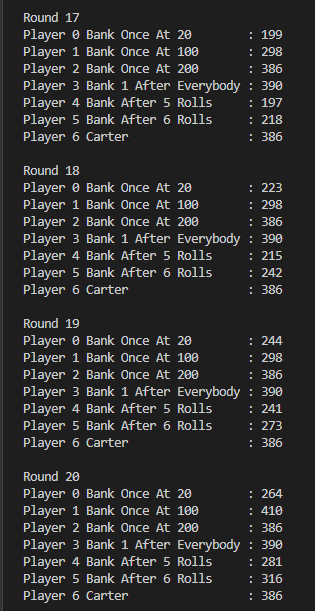 Round 17
Player 0 Bank Once At 20 : 199
Player 1 Bank Once At 100 : 298
Player 2 Bank Once At 200 : 386
Player 3 Bank 1 After Everybody : 390
Player 4 Bank After 5 Rolls : 197
Player 5 Bank After 6 Rolls : 218
Player 6 Carter : 386
Round 18
Player 0 Bank Once At 20 : 223
Player 1 Bank Once At 100 : 298
Player 2 Bank Once At 200 : 386
Player 3 Bank 1 After Everybody : 390
Player 4 Bank After 5 Rolls : 215
Player 5 Bank After 6 Rolls : 242
Player 6 Carter : 386
Round 19
Player 0 Bank Once At 20 : 244
Player 1 Bank Once At 100 : 298
Player 2 Bank Once At 200 : 386
Player 3 Bank 1 After Everybody : 390
Player 4 Bank After 5 Rolls : 241
Player 5 Bank After 6 Rolls : 273
Player 6 Carter : 386
Round 20
Player 0 Bank Once At 20 : 264
Player 1 Bank Once At 100 : 410
Player 2 Bank Once At 200 : 386
Player 3 Bank 1 After Everybody : 390
Player 4 Bank After 5 Rolls : 281
Player 5 Bank After 6 Rolls : 316
Player 6 Carter : 386